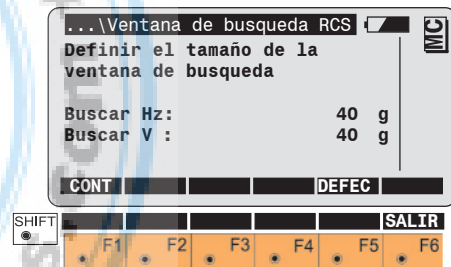 ...\Ventana de busqueda RCS
MC
Definir el tamaño de la
ventana de busqueda
Buscar Hz: 40 g
Buscar V : 40 g
CONT DEFEC
SHIFT SALIR
F1 F2 F3 F4 F5 F6